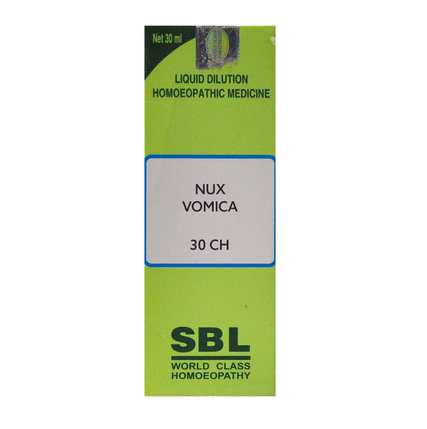 Net 30 ml
LIQUID DILUTION
HOMOEOPATHIC MEDICINE
NUX
VOMICA
30 CH
SBL
WORLD CLASS
HOMOEOPATHY